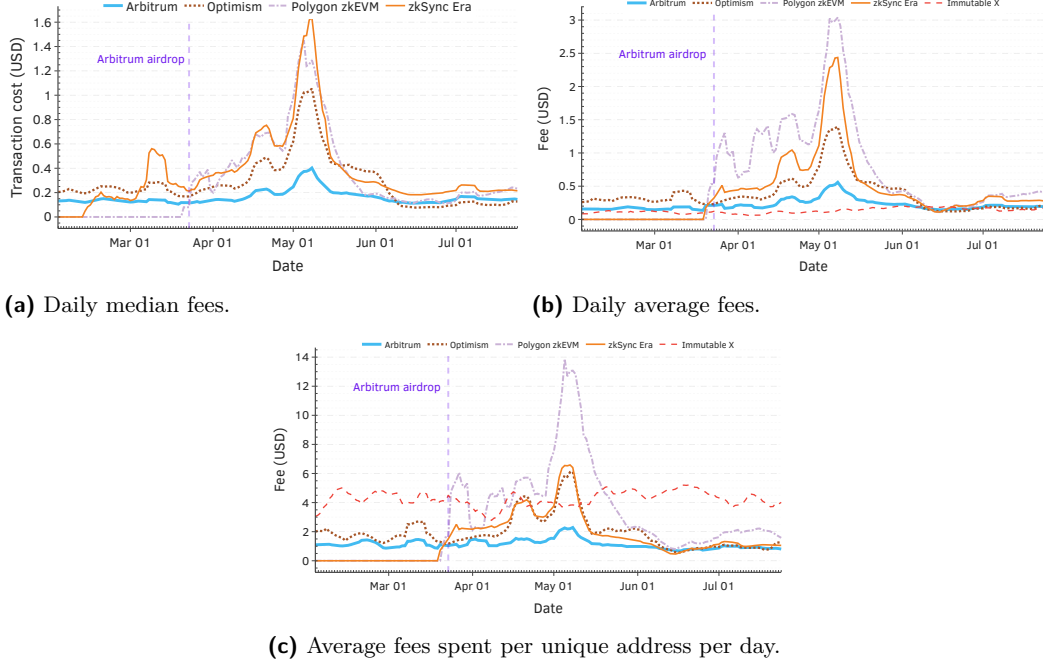 Arbitrum Optimism Polygon zkEVM zkSync Era
Transaction cost (USD)
1.6
1.4
1.2
1
0.8
0.6
0.4
0.2
0
Arbitrum airdrop
Mar 01 Apr 01 May 01 Jun 01 Jul 01
Date
(a) Daily median fees.
Arbitrum Optimism Polygon zkEVM zkSync Era Immutable X
Fee (USD)
3
2.5
2
1.5
1
0.5
0
Arbitrum airdrop
Mar 01 Apr 01 May 01 Jun 01 Jul 01
Date
(b) Daily average fees.
Arbitrum Optimism Polygon zkEVM zkSync Era Immutable X
Fee (USD)
14
12
10
8
6
4
2
0
Arbitrum airdrop
Mar 01 Apr 01 May 01 Jun 01 Jul 01
Date
(c) Average fees spent per unique address per day.